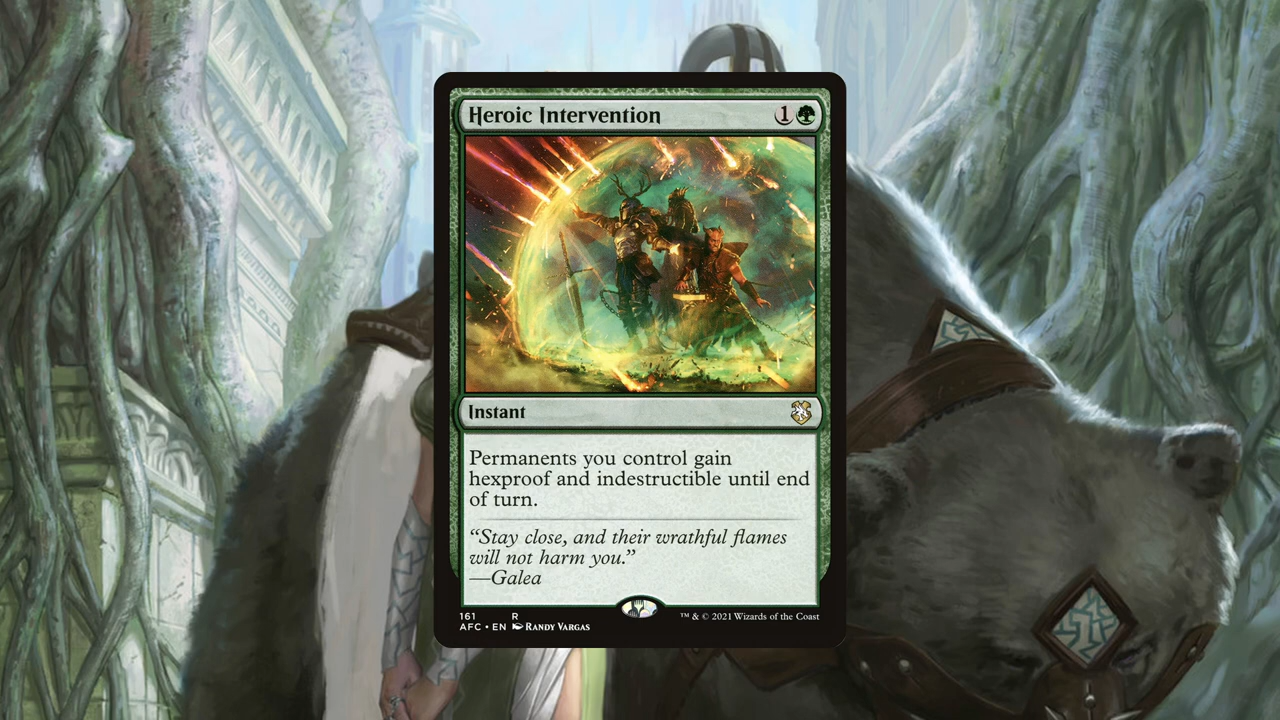 Heroic Intervention 1
Instant
Permanents you control gain
hexproof and indestructible until end
of turn.
“Stay close, and their wrathful flames
will not harm you.”
—Galea
161 R
AFC • EN RANDY VARGAS
™ & © 2021 Wizards of the Coast